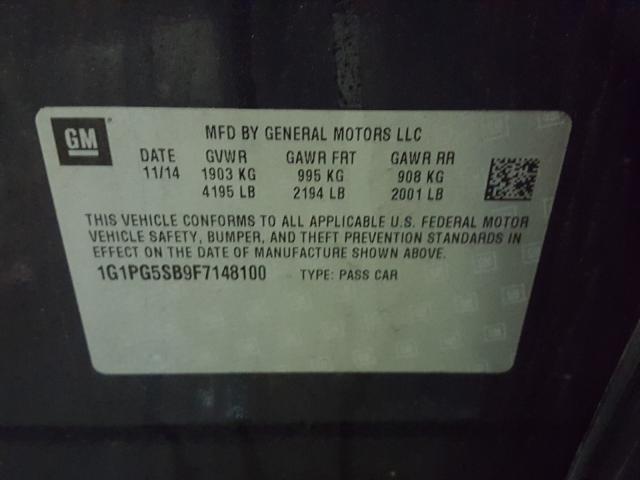 GM
MFD BY GENERAL MOTORS LLC
DATE GVWR GAWR FRT GAWR RR
11/14 1903 KG 995 KG 908 KG
4195 LB 2194 LB 2001 LB
THIS VEHICLE CONFORMS TO ALL APPLICABLE U.S. FEDERAL MOTOR
VEHICLE SAFETY, BUMPER, AND THEFT PREVENTION STANDARDS IN
EFFECT ON THE DATE OF MANUFACTURE SHOWN ABOVE.
1G1PG5SB9F7148100 TYPE: PASS CAR